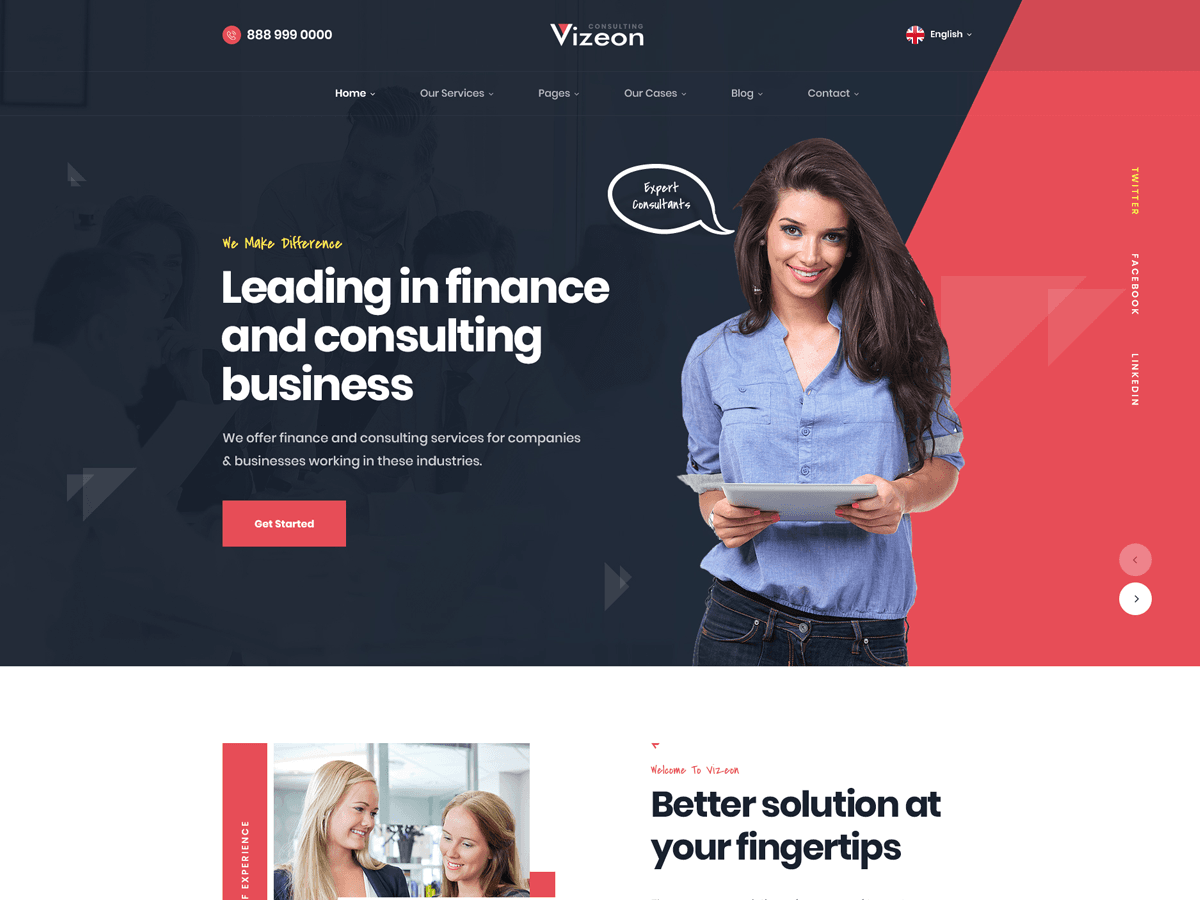 888 999 0000
CONSULTING
Vizeon
English
Home
Our Services
Pages
Our Cases
Blog
Contact
Expert
Consultants
TWITTER
FACEBOOK
LINKEDIN
We Make Difference
Leading in finance
and consulting
business
We offer finance and consulting services for companies
& businesses working in these industries.
Get Started
EXPERIENCE
Welcome To Vizeon
Better solution at
your fingertips